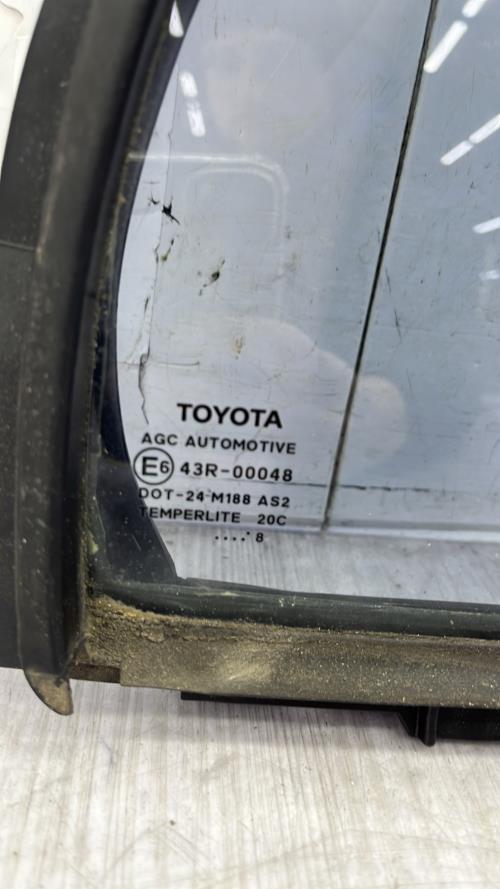 TOYOTA
AGC AUTOMOTIVE
E6 43R-00048
DOT-24 M188 AS2
TEMPERLITE 20C
....• 8